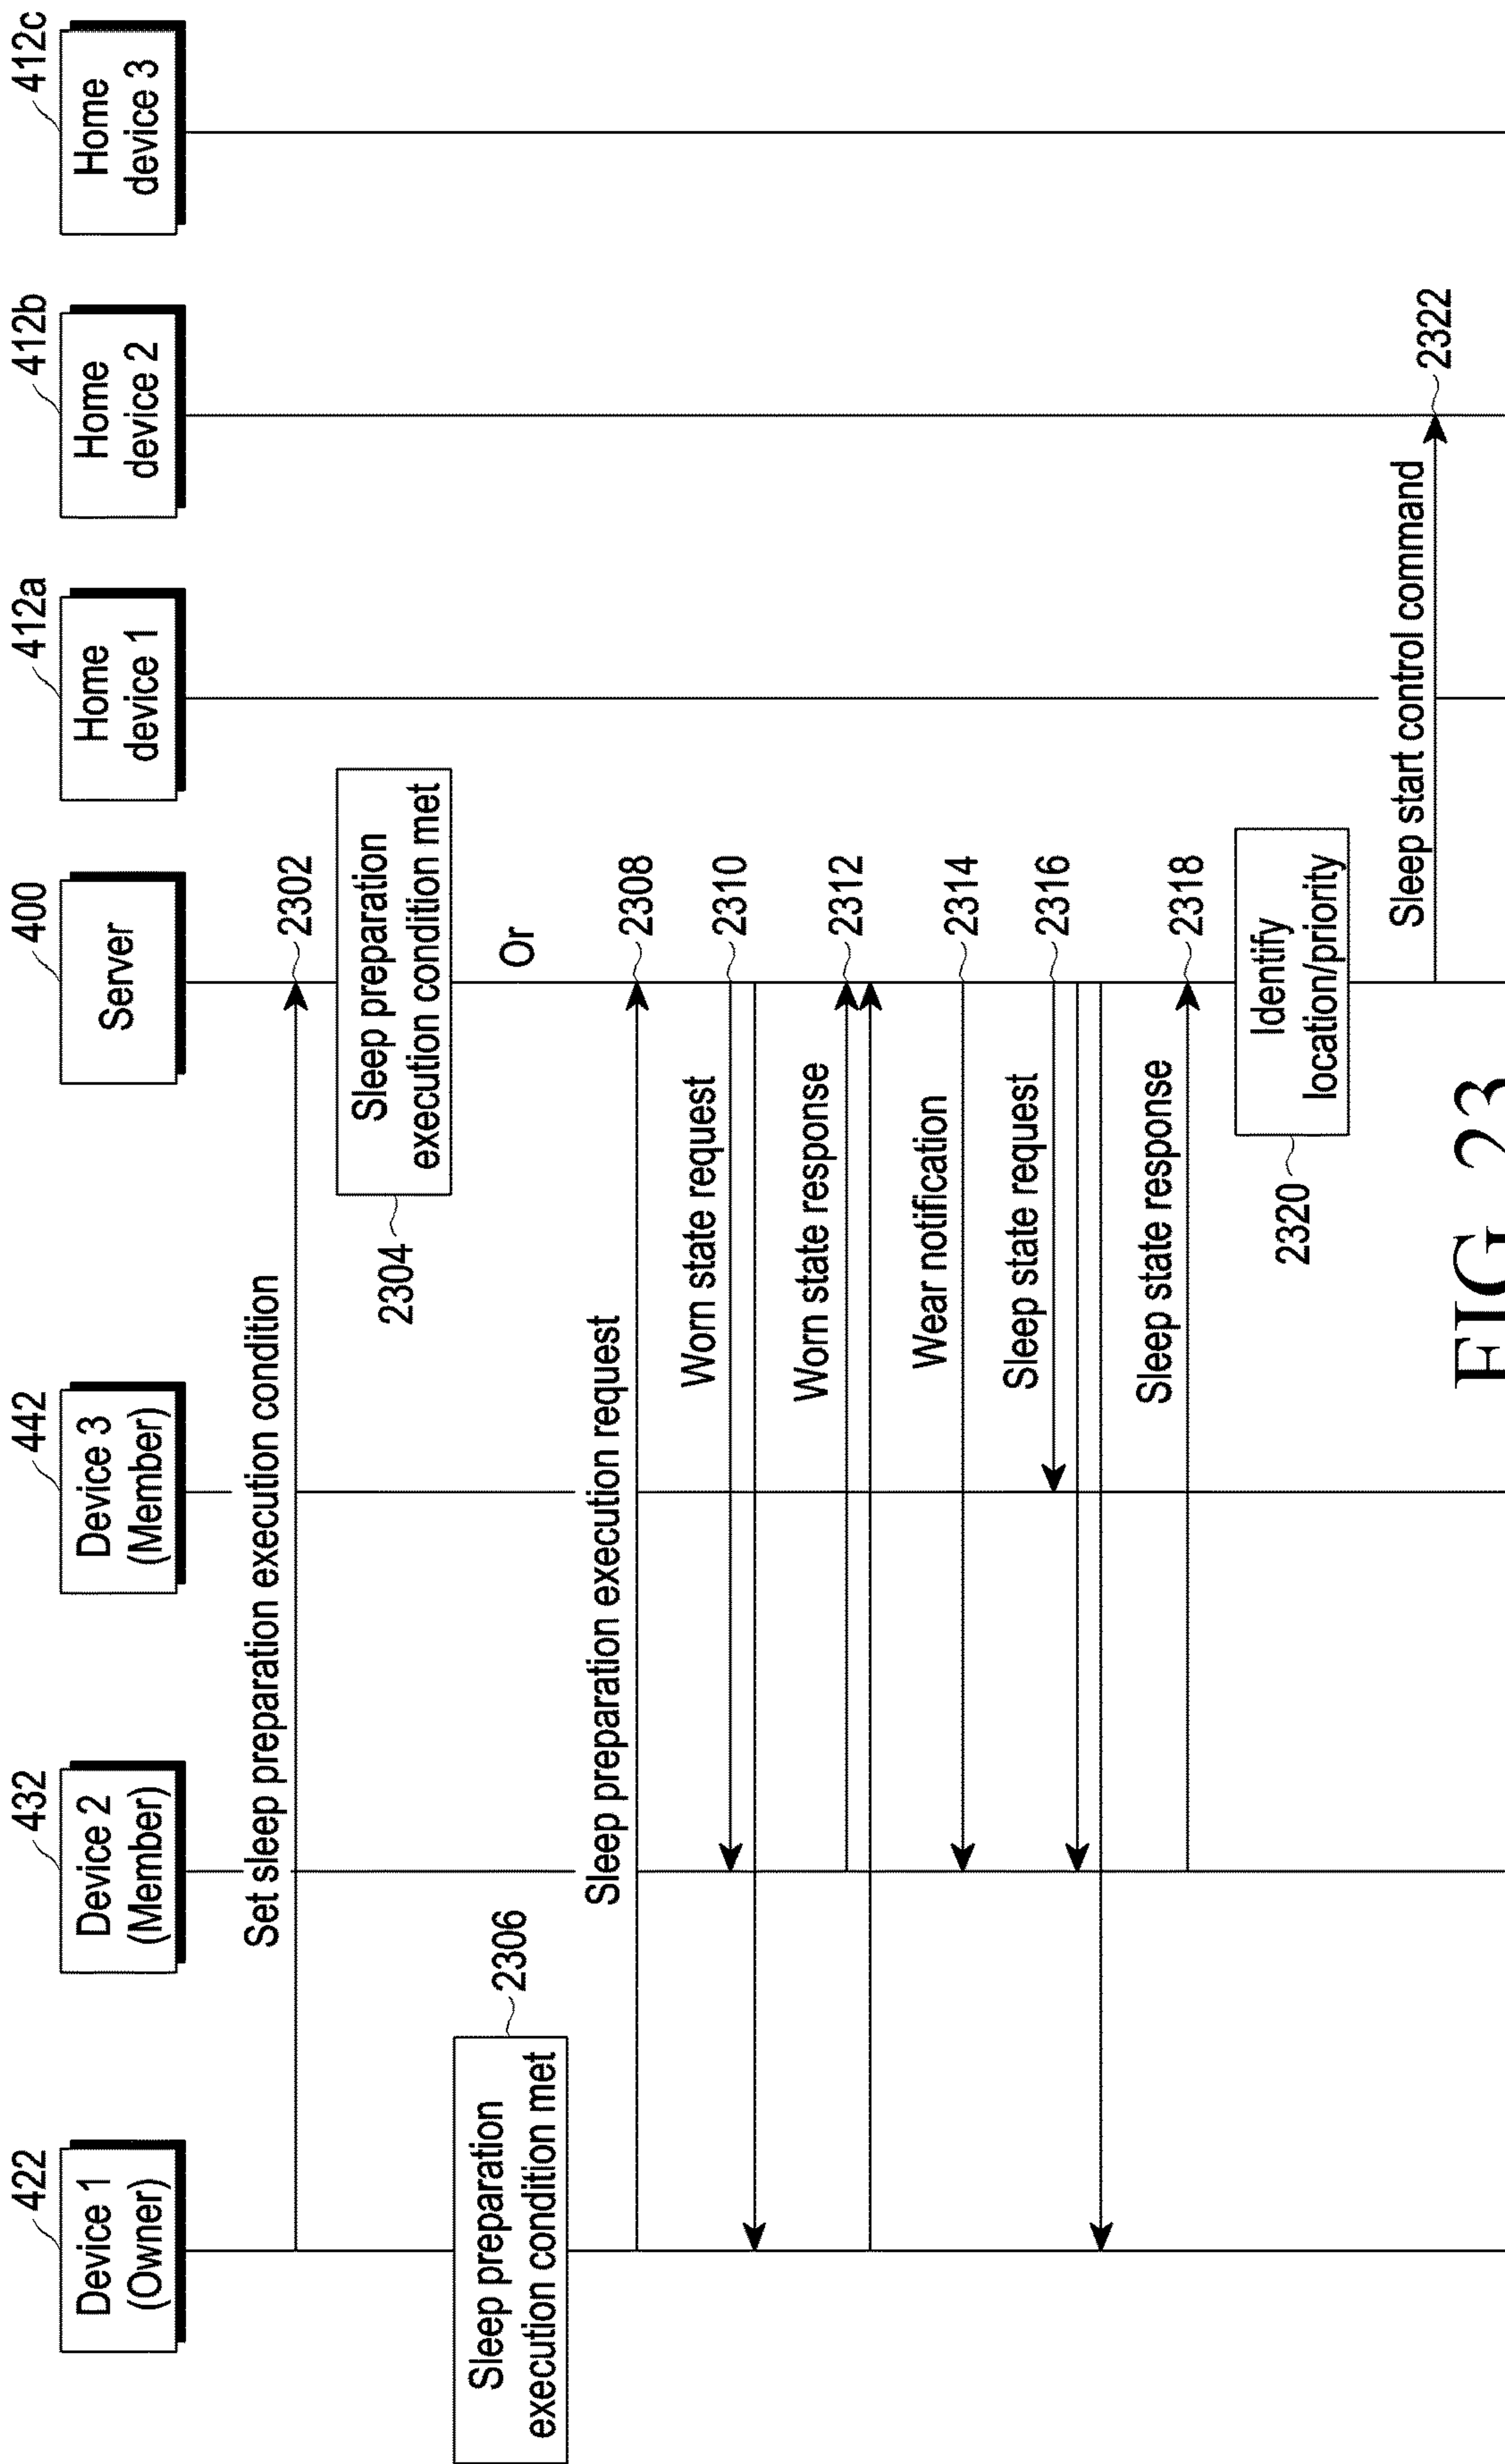 422
432
442
400
412a
412b
412c
Device 1
(Owner)
Device 2
(Member)
Device 3
(Member)
Server
Home
device 1
Home
device 2
Home
device 3
Set sleep preparation execution condition
2302
Sleep preparation
execution condition met
2304
Or
Sleep preparation
execution condition met
2306
Sleep preparation execution request
2308
Worn state request
2310
Worn state response
2312
Wear notification
2314
Sleep state request
2316
Sleep state response
2318
Identify
location/priority
2320
Sleep start control command
2322
FIG. 23